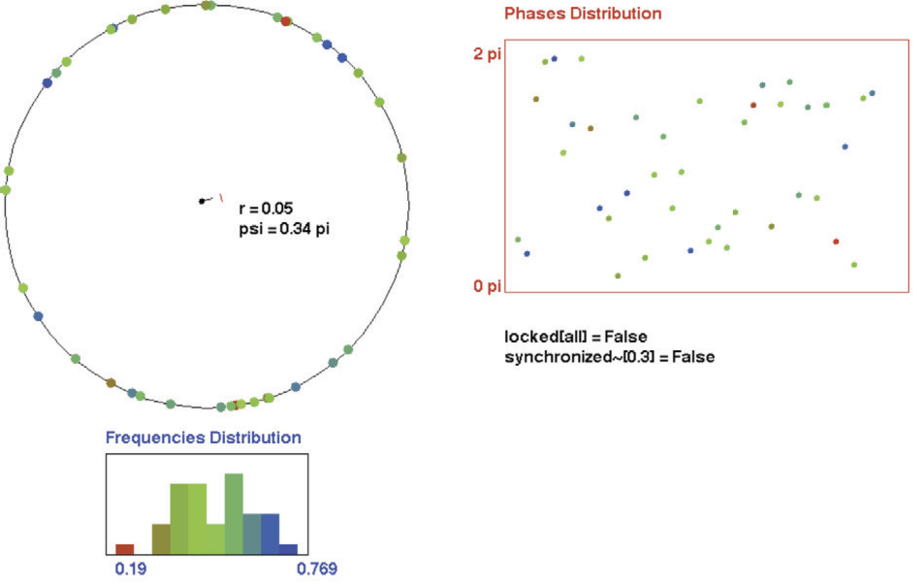 Phases Distribution
2 pi
r = 0.05
psi = 0.34 pi
0 pi
locked[all] = False
synchronized~[0.3] = False
Frequencies Distribution
0.19
0.769